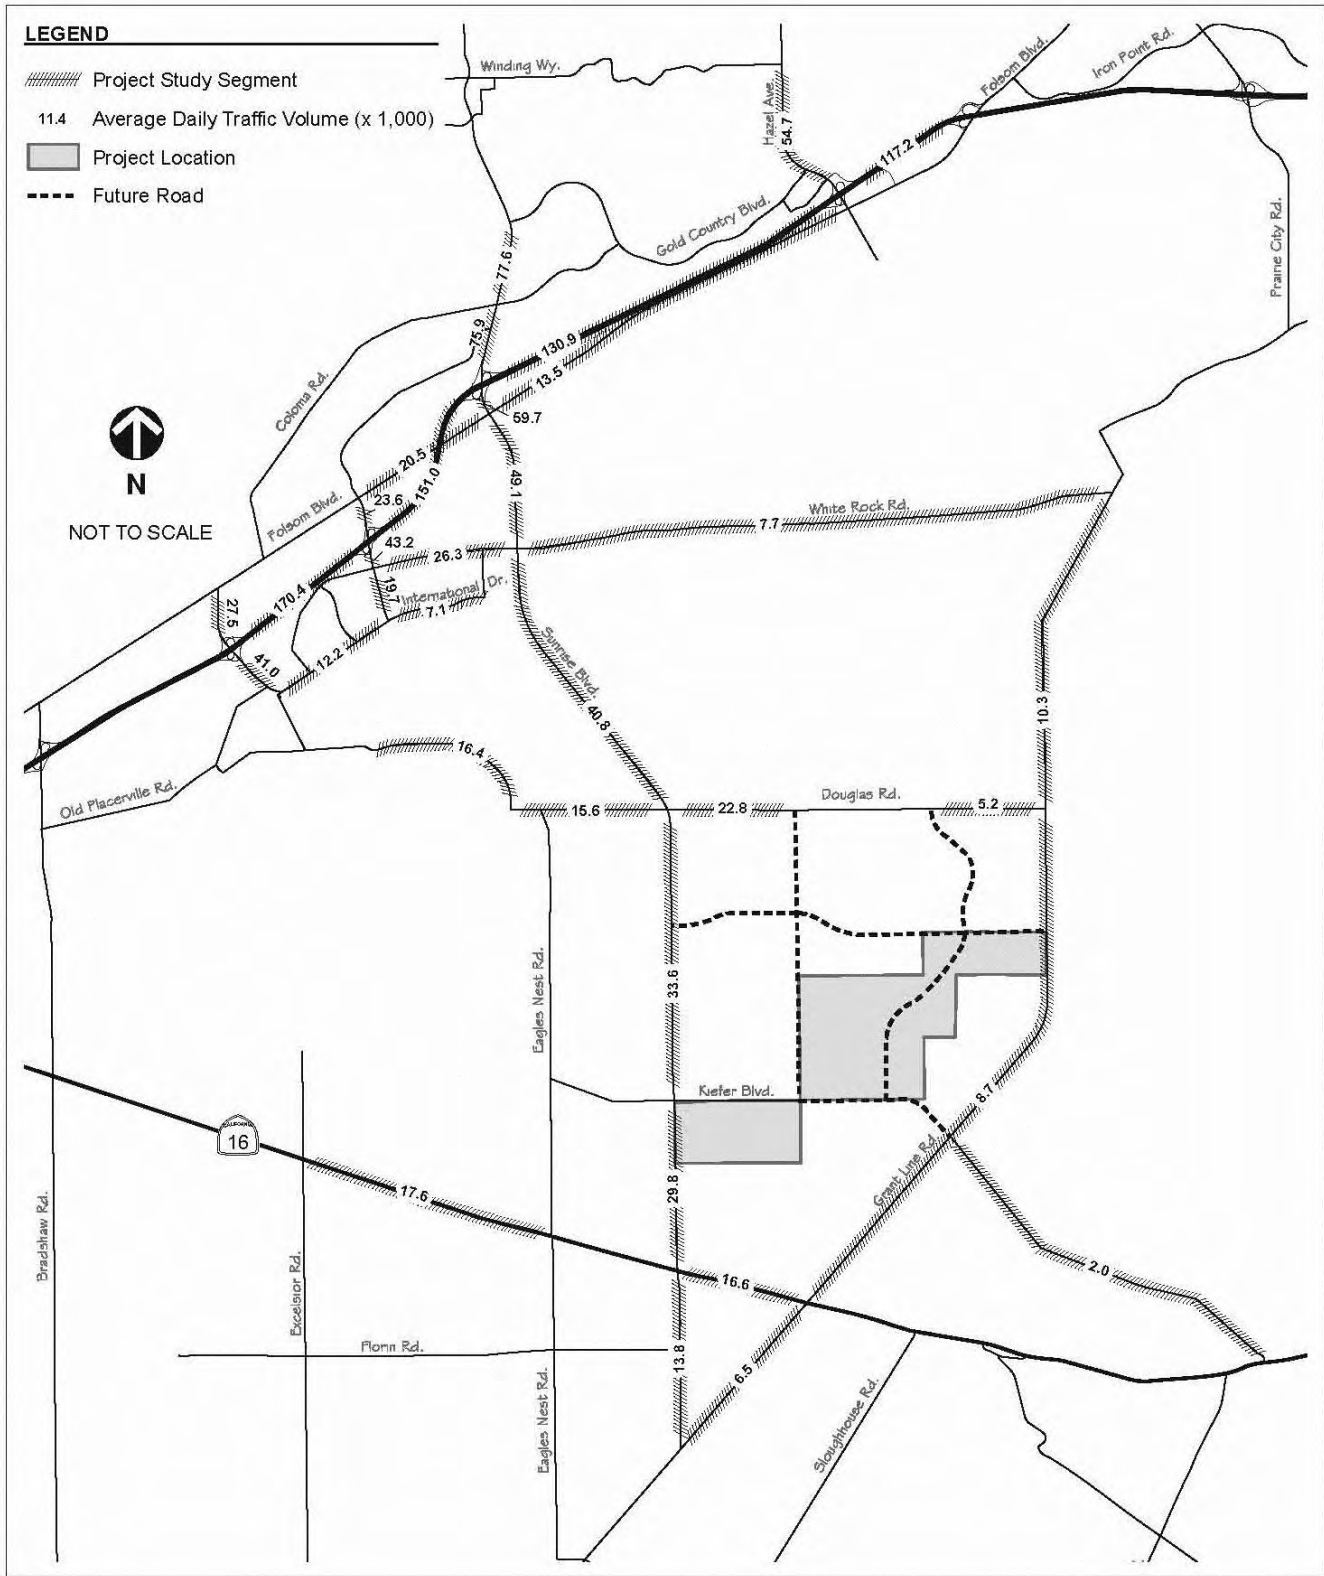 LEGEND
Project Study Segment
11.4 Average Daily Traffic Volume (x 1,000)
Project Location
Future Road
Winding Wy.
Hazel Ave.
54.7
Folsom Blvd.
Iron Point Rd.
117.2
Prairie City Rd.
Gold Country Blvd.
77.6
75.9
130.9
13.5
59.7
Coloma Rd.
N
NOT TO SCALE
Folsom Blvd.
20.5
151.0
23.6
43.2
49.1
White Rock Rd.
7.7
26.3
19.7
International Dr.
7.1
170.4
27.5
41.0
12.2
Sunrise Blvd.
40.8
10.3
16.4
Old Placerville Rd.
15.6
22.8
Douglas Rd.
5.2
Eagles Nest Rd.
33.6
Kiefer Blvd.
8.7
Grant Line Rd.
CALIFORNIA
16
17.6
29.8
16.6
2.0
Bradshaw Rd.
Excelsior Rd.
Florin Rd.
13.8
6.5
Eagles Nest Rd.
Sloughhouse Rd.